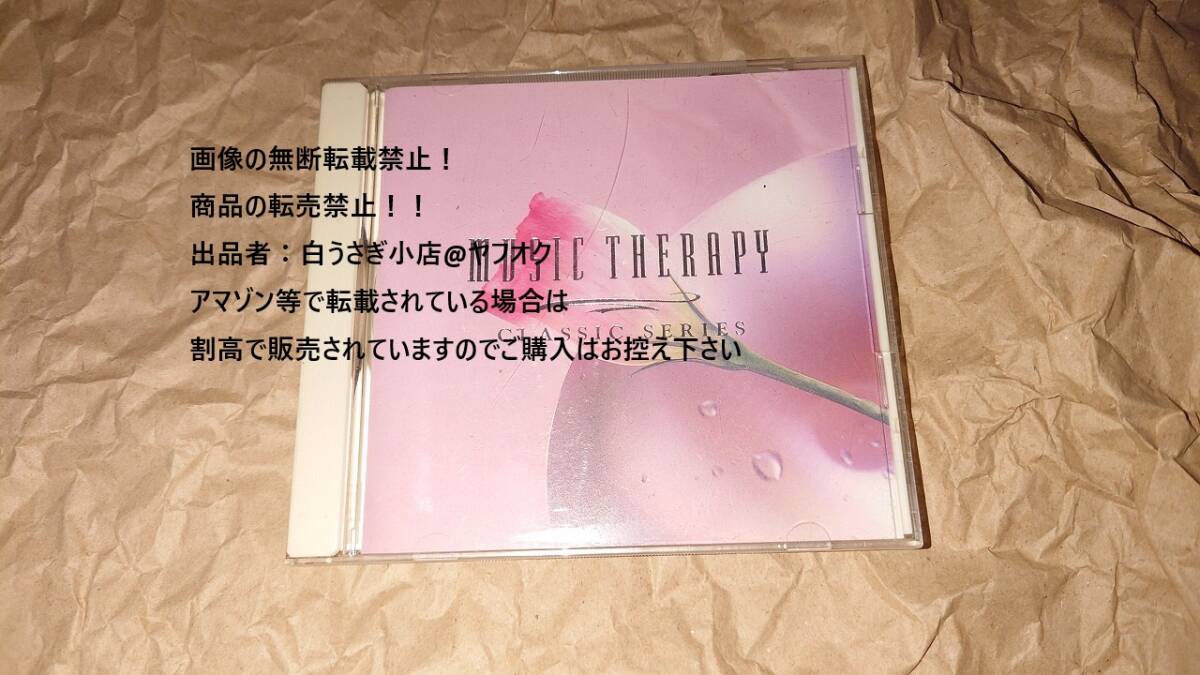 画像の無断転載禁止！
商品の転売禁止！！
出品者：白うさぎ小店@ヤフオク
MUSIC THERAPY
アマゾン等で転載されている場合は
CLASSIC SERIES
割高で販売されていますのでご購入はお控え下さい